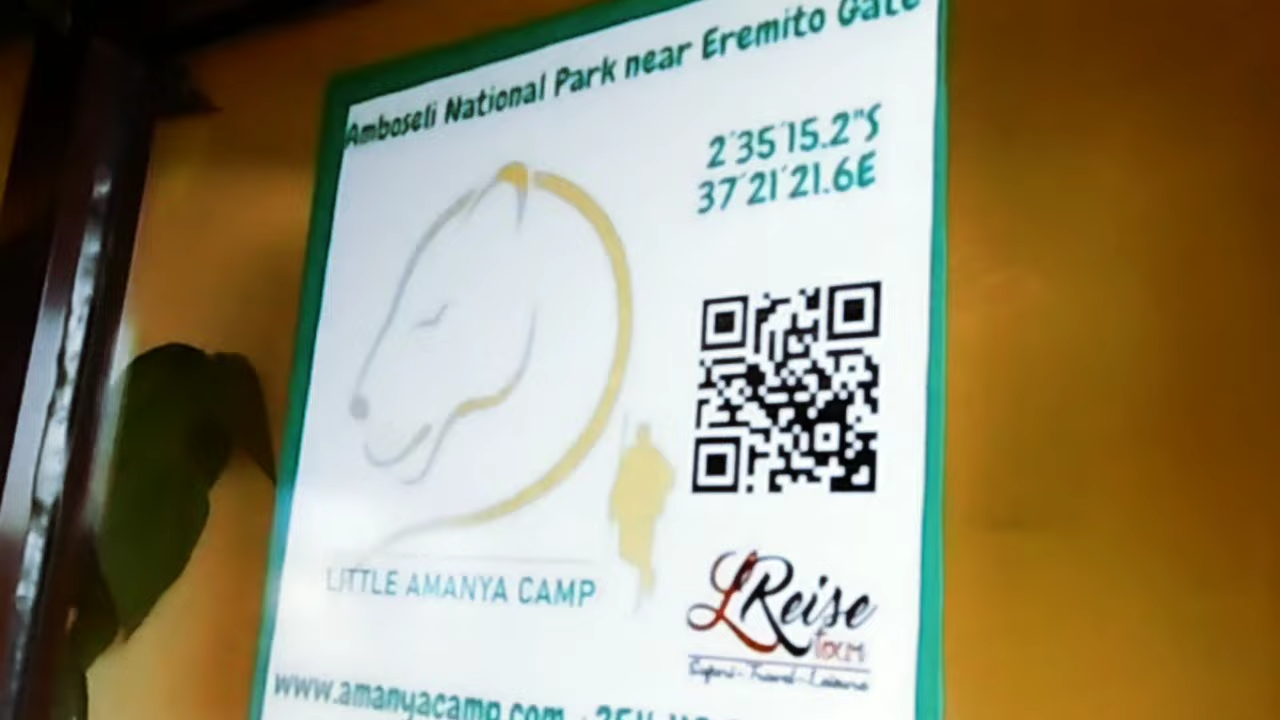 Amboseli National Park near Eremito Gate
2°35'15.2"S
37°21'21.6E
LITTLE AMANYA CAMP
LReise
www.amanyacamp.com